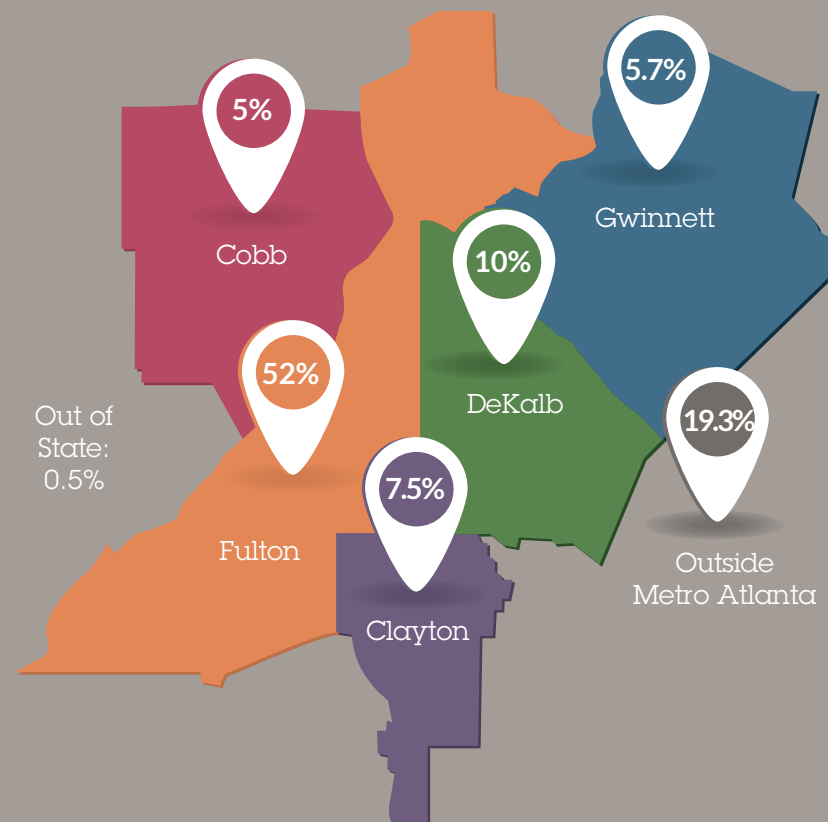 5.7%
5%
Gwinnett
Cobb
10%
52%
DeKalb
19.3%
Out of
State:
0.5%
7.5%
Fulton
Outside
Metro Atlanta
Clayton